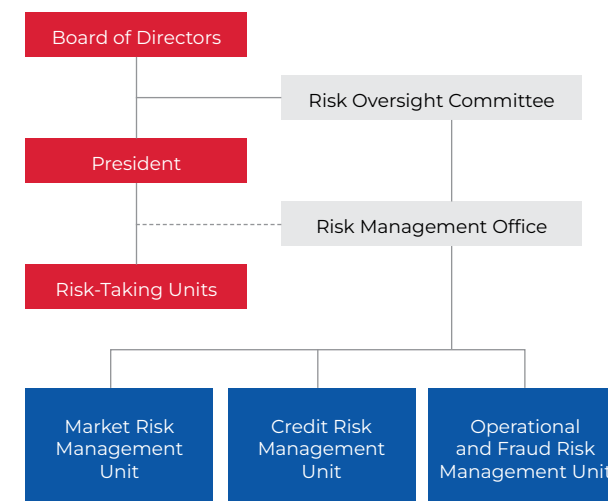 Board of Directors
Risk Oversight Committee
President
Risk Management Office
Risk-Taking Units
Market Risk
Management
Unit
Credit Risk
Management
Unit
Operational
and Fraud Risk
Management Unit